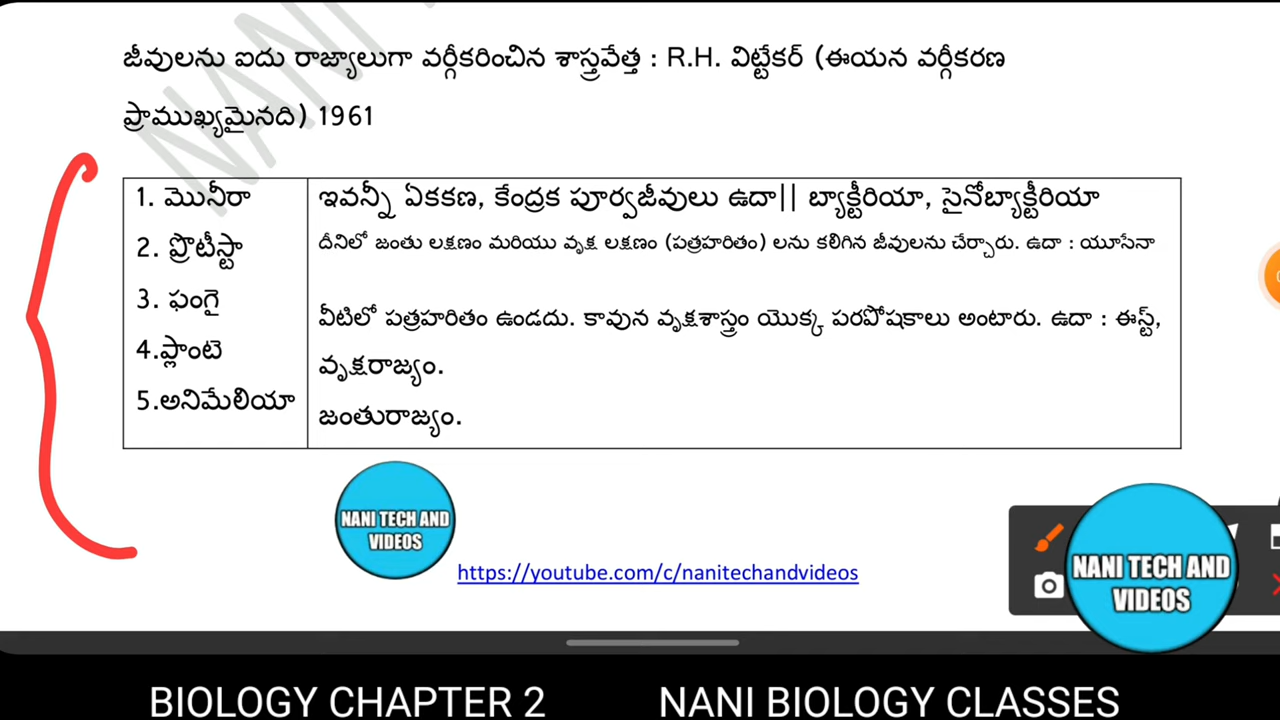 జీవులను ఐదు రాజ్యాలుగా వర్గీకరించిన శాస్త్రవేత్త : R.H. విట్టేకర్ (ఈయన వర్గీకరణ
ప్రాముఖ్యమైనది) 1961
1. మొనీరా
ఇవన్నీ ఏకకణ, కేంద్రక పూర్వజీవులు ఉదా|| బ్యాక్టీరియా, సైనోబ్యాక్టీరియా
2. ప్రొటీస్టా
దీనిలో జంతు లక్షణం మరియు వృక్ష లక్షణం (పత్రహరితం) లను కలిగిన జీవులను చేర్చారు. ఉదా : యూసేనా
3. ఫంగై
వీటిలో పత్రహరితం ఉండదు. కావున వృక్షశాస్త్రం యొక్క పరపోషకాలు అంటారు. ఉదా : ఈస్ట్,
4.ప్లాంటె
వృక్షరాజ్యం.
5.అనిమేలియా
జంతురాజ్యం.
NANI TECH AND
VIDEOS
https://youtube.com/c/nanitechandvideos
NANI TECH AND
VIDEOS
BIOLOGY CHAPTER 2 NANI BIOLOGY CLASSES